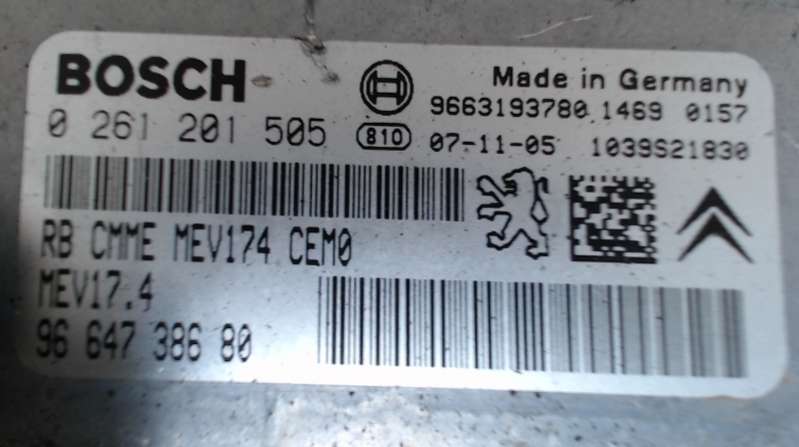 BOSCH
Made in Germany
9663193780 1469 0157
0 261 201 505 810 07-11-05 1039S21830
RB CMME MEV174 CEM0
MEV17.4
96 647 386 80